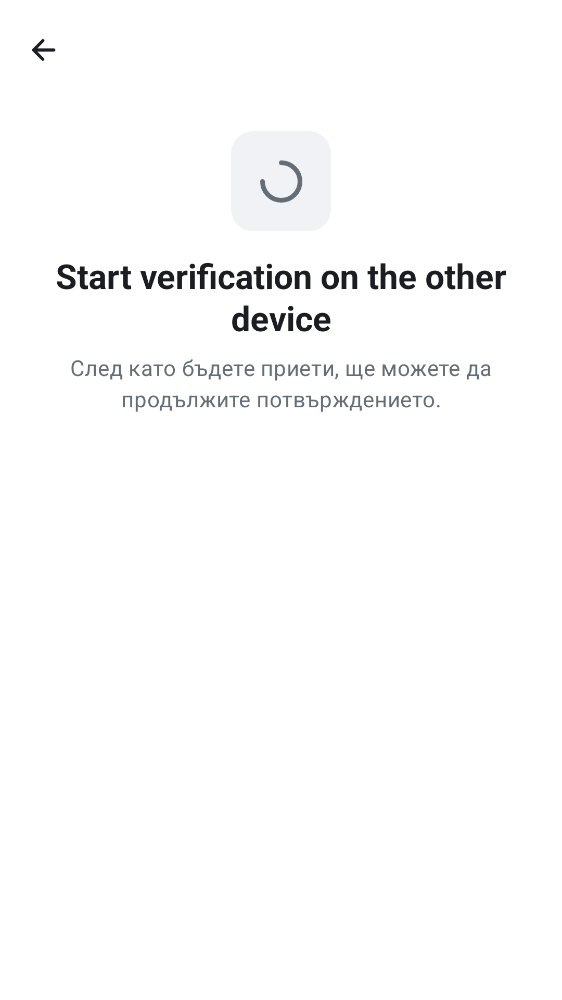 Start verification on the other
device
След като бъдете приети, ще можете да
продължите потвърждението.